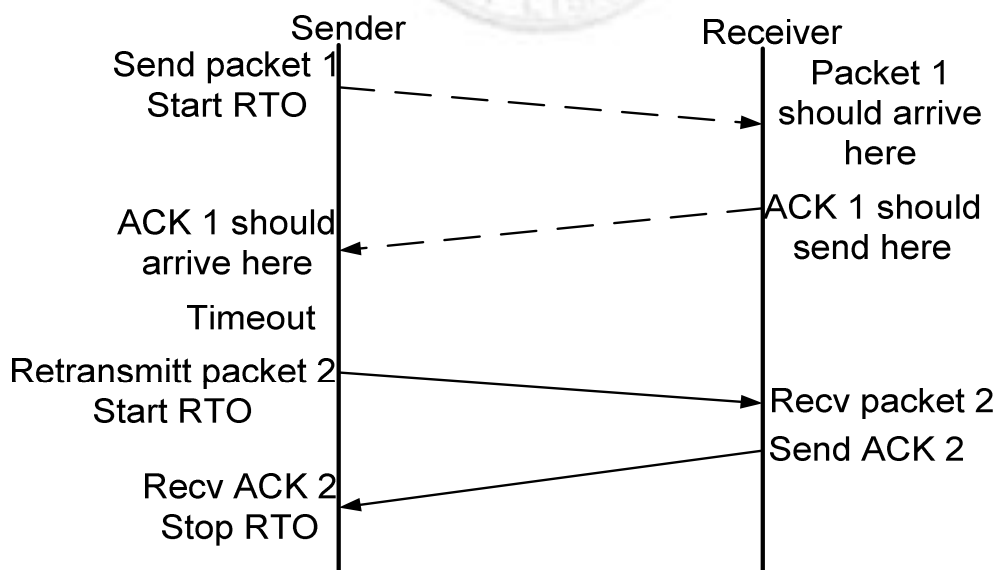 Sender
Receiver
Send packet 1
Start RTO
Packet 1
should arrive
here
ACK 1 should
arrive here
ACK 1 should
send here
Timeout
Retransmitt packet 2
Start RTO
Recv packet 2
Send ACK 2
Recv ACK 2
Stop RTO